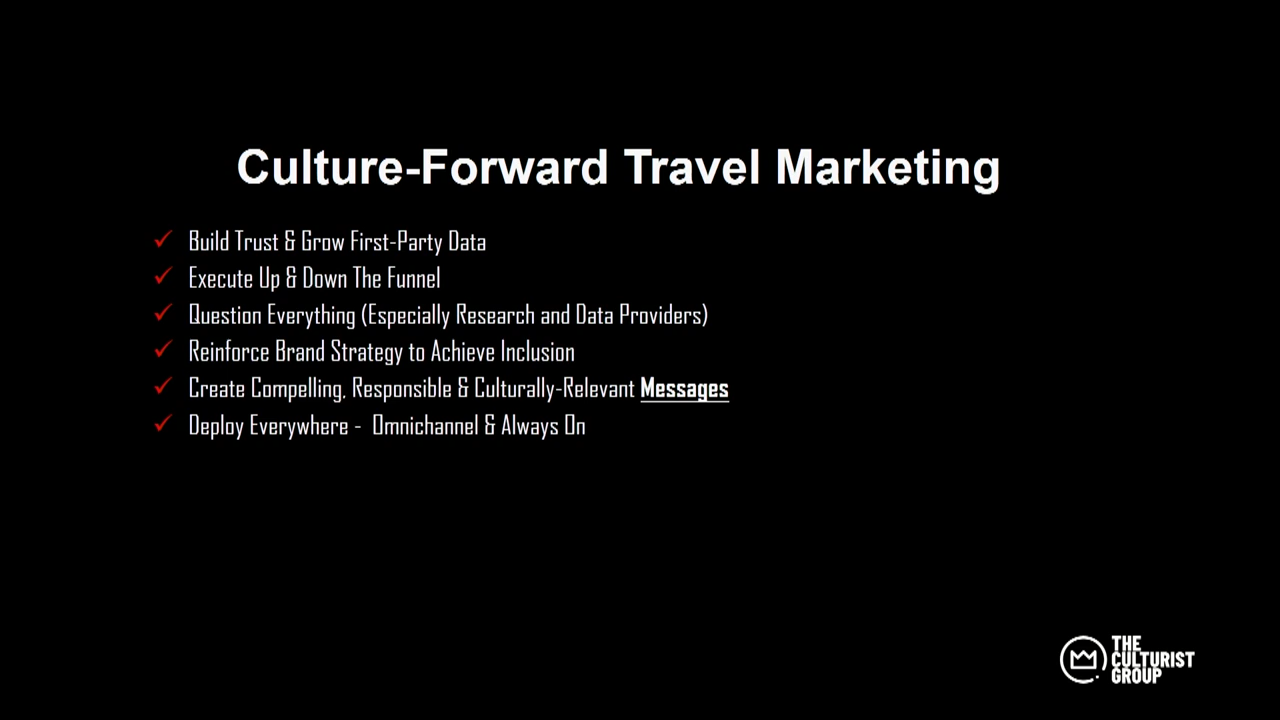 Culture-Forward Travel Marketing
✓ Build Trust & Grow First-Party Data
✓ Execute Up & Down The Funnel
✓ Question Everything (Especially Research and Data Providers)
✓ Reinforce Brand Strategy to Achieve Inclusion
✓ Create Compelling, Responsible & Culturally-Relevant Messages
✓ Deploy Everywhere - Omnichannel & Always On
THE
CULTURIST
GROUP